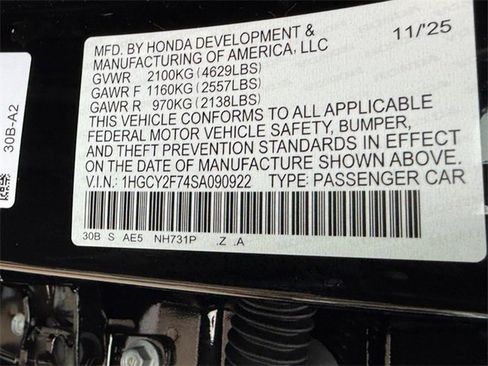 MFD. BY HONDA DEVELOPMENT & 11/'25
MANUFACTURING OF AMERICA, LLC
GVWR 2100KG (4629LBS)
GAWR F 1160KG (2557LBS)
GAWR R 970KG (2138LBS)
THIS VEHICLE CONFORMS TO ALL APPLICABLE
FEDERAL MOTOR VEHICLE SAFETY, BUMPER,
AND THEFT PREVENTION STANDARDS IN EFFECT
ON THE DATE OF MANUFACTURE SHOWN ABOVE.
V.I.N.: 1HGCY2F74SA090922 TYPE: PASSENGER CAR
30B S AE5 NH731P .Z .A
30B-A2